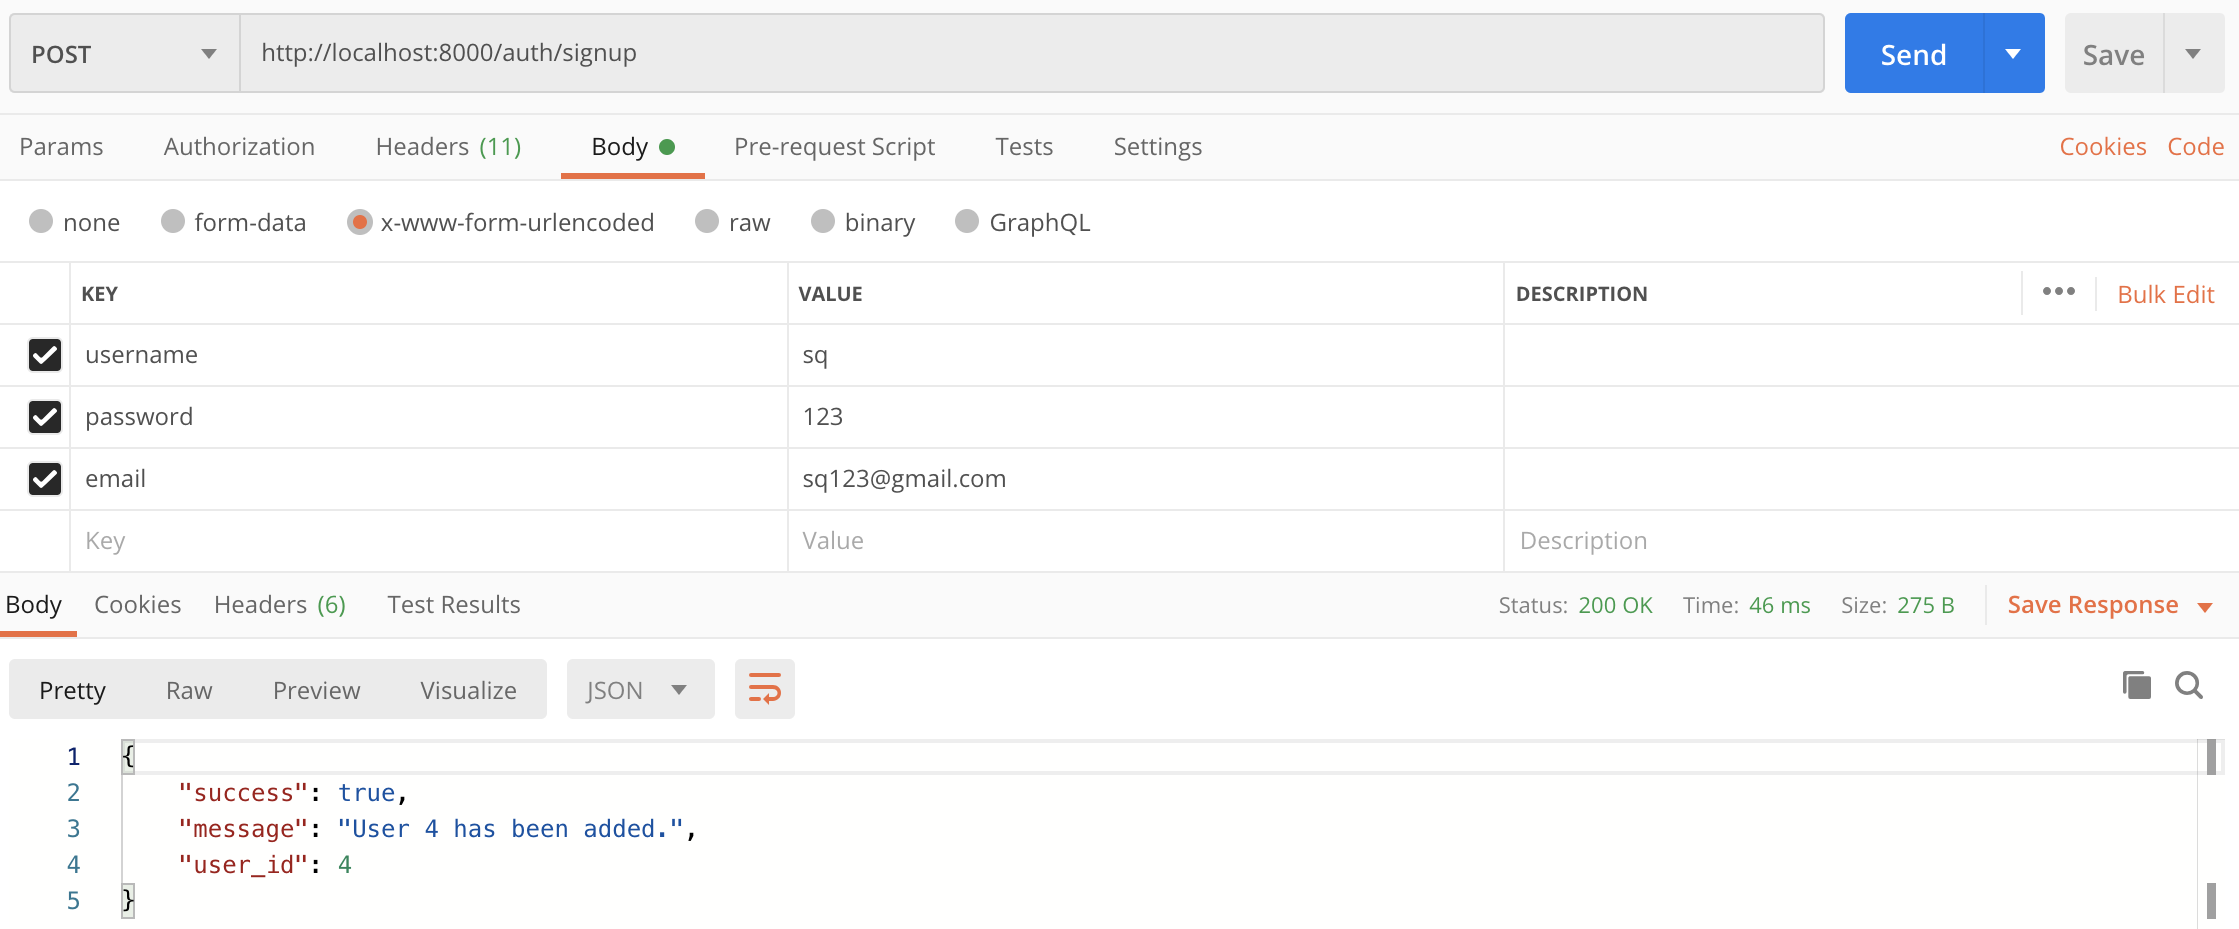 POST http://localhost:8000/auth/signup Send Save
Params Authorization Headers (11) Body Pre-request Script Tests Settings Cookies Code
none form-data x-www-form-urlencoded raw binary GraphQL
KEY VALUE DESCRIPTION ••• Bulk Edit
username sq
password 123
email sq123@gmail.com
Key Value Description
Body Cookies Headers (6) Test Results Status: 200 OK Time: 46 ms Size: 275 B Save Response
Pretty Raw Preview Visualize JSON
1 {
2 "success": true,
3 "message": "User 4 has been added.",
4 "user_id": 4
5 }